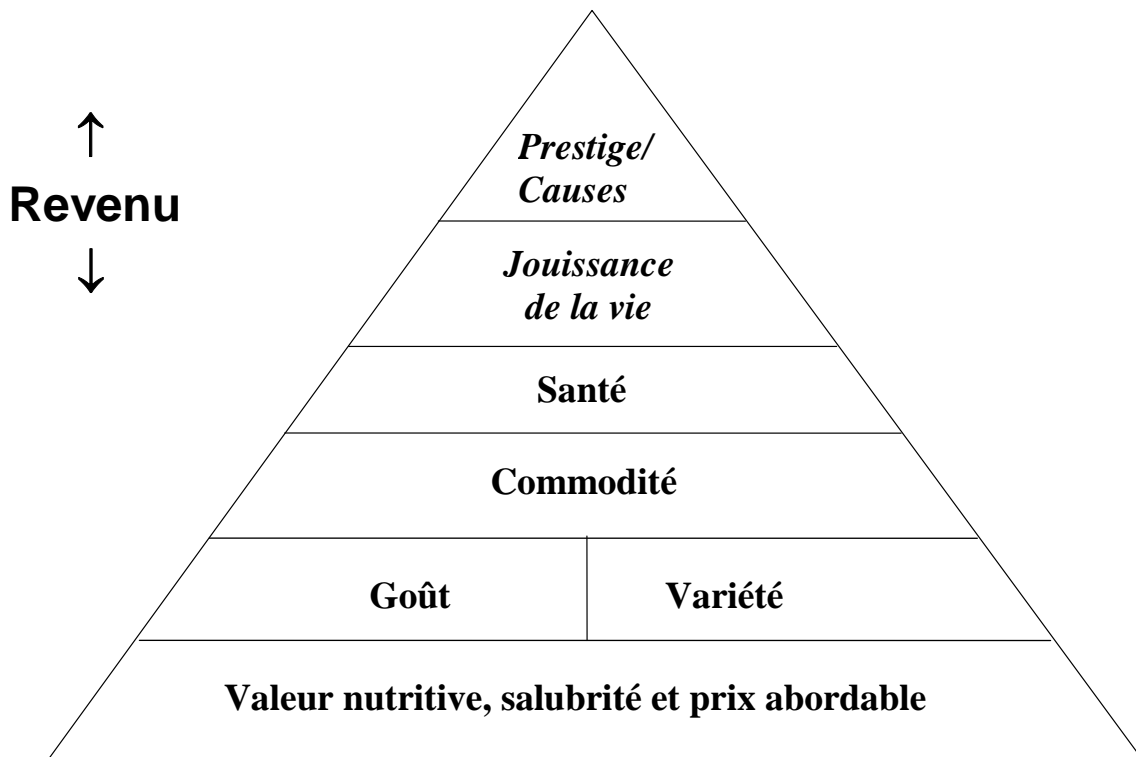 ↑
Revenu
↓
Prestige/
Causes
Jouissance
de la vie
Santé
Commodité
Goût
Variété
Valeur nutritive, salubrité et prix abordable